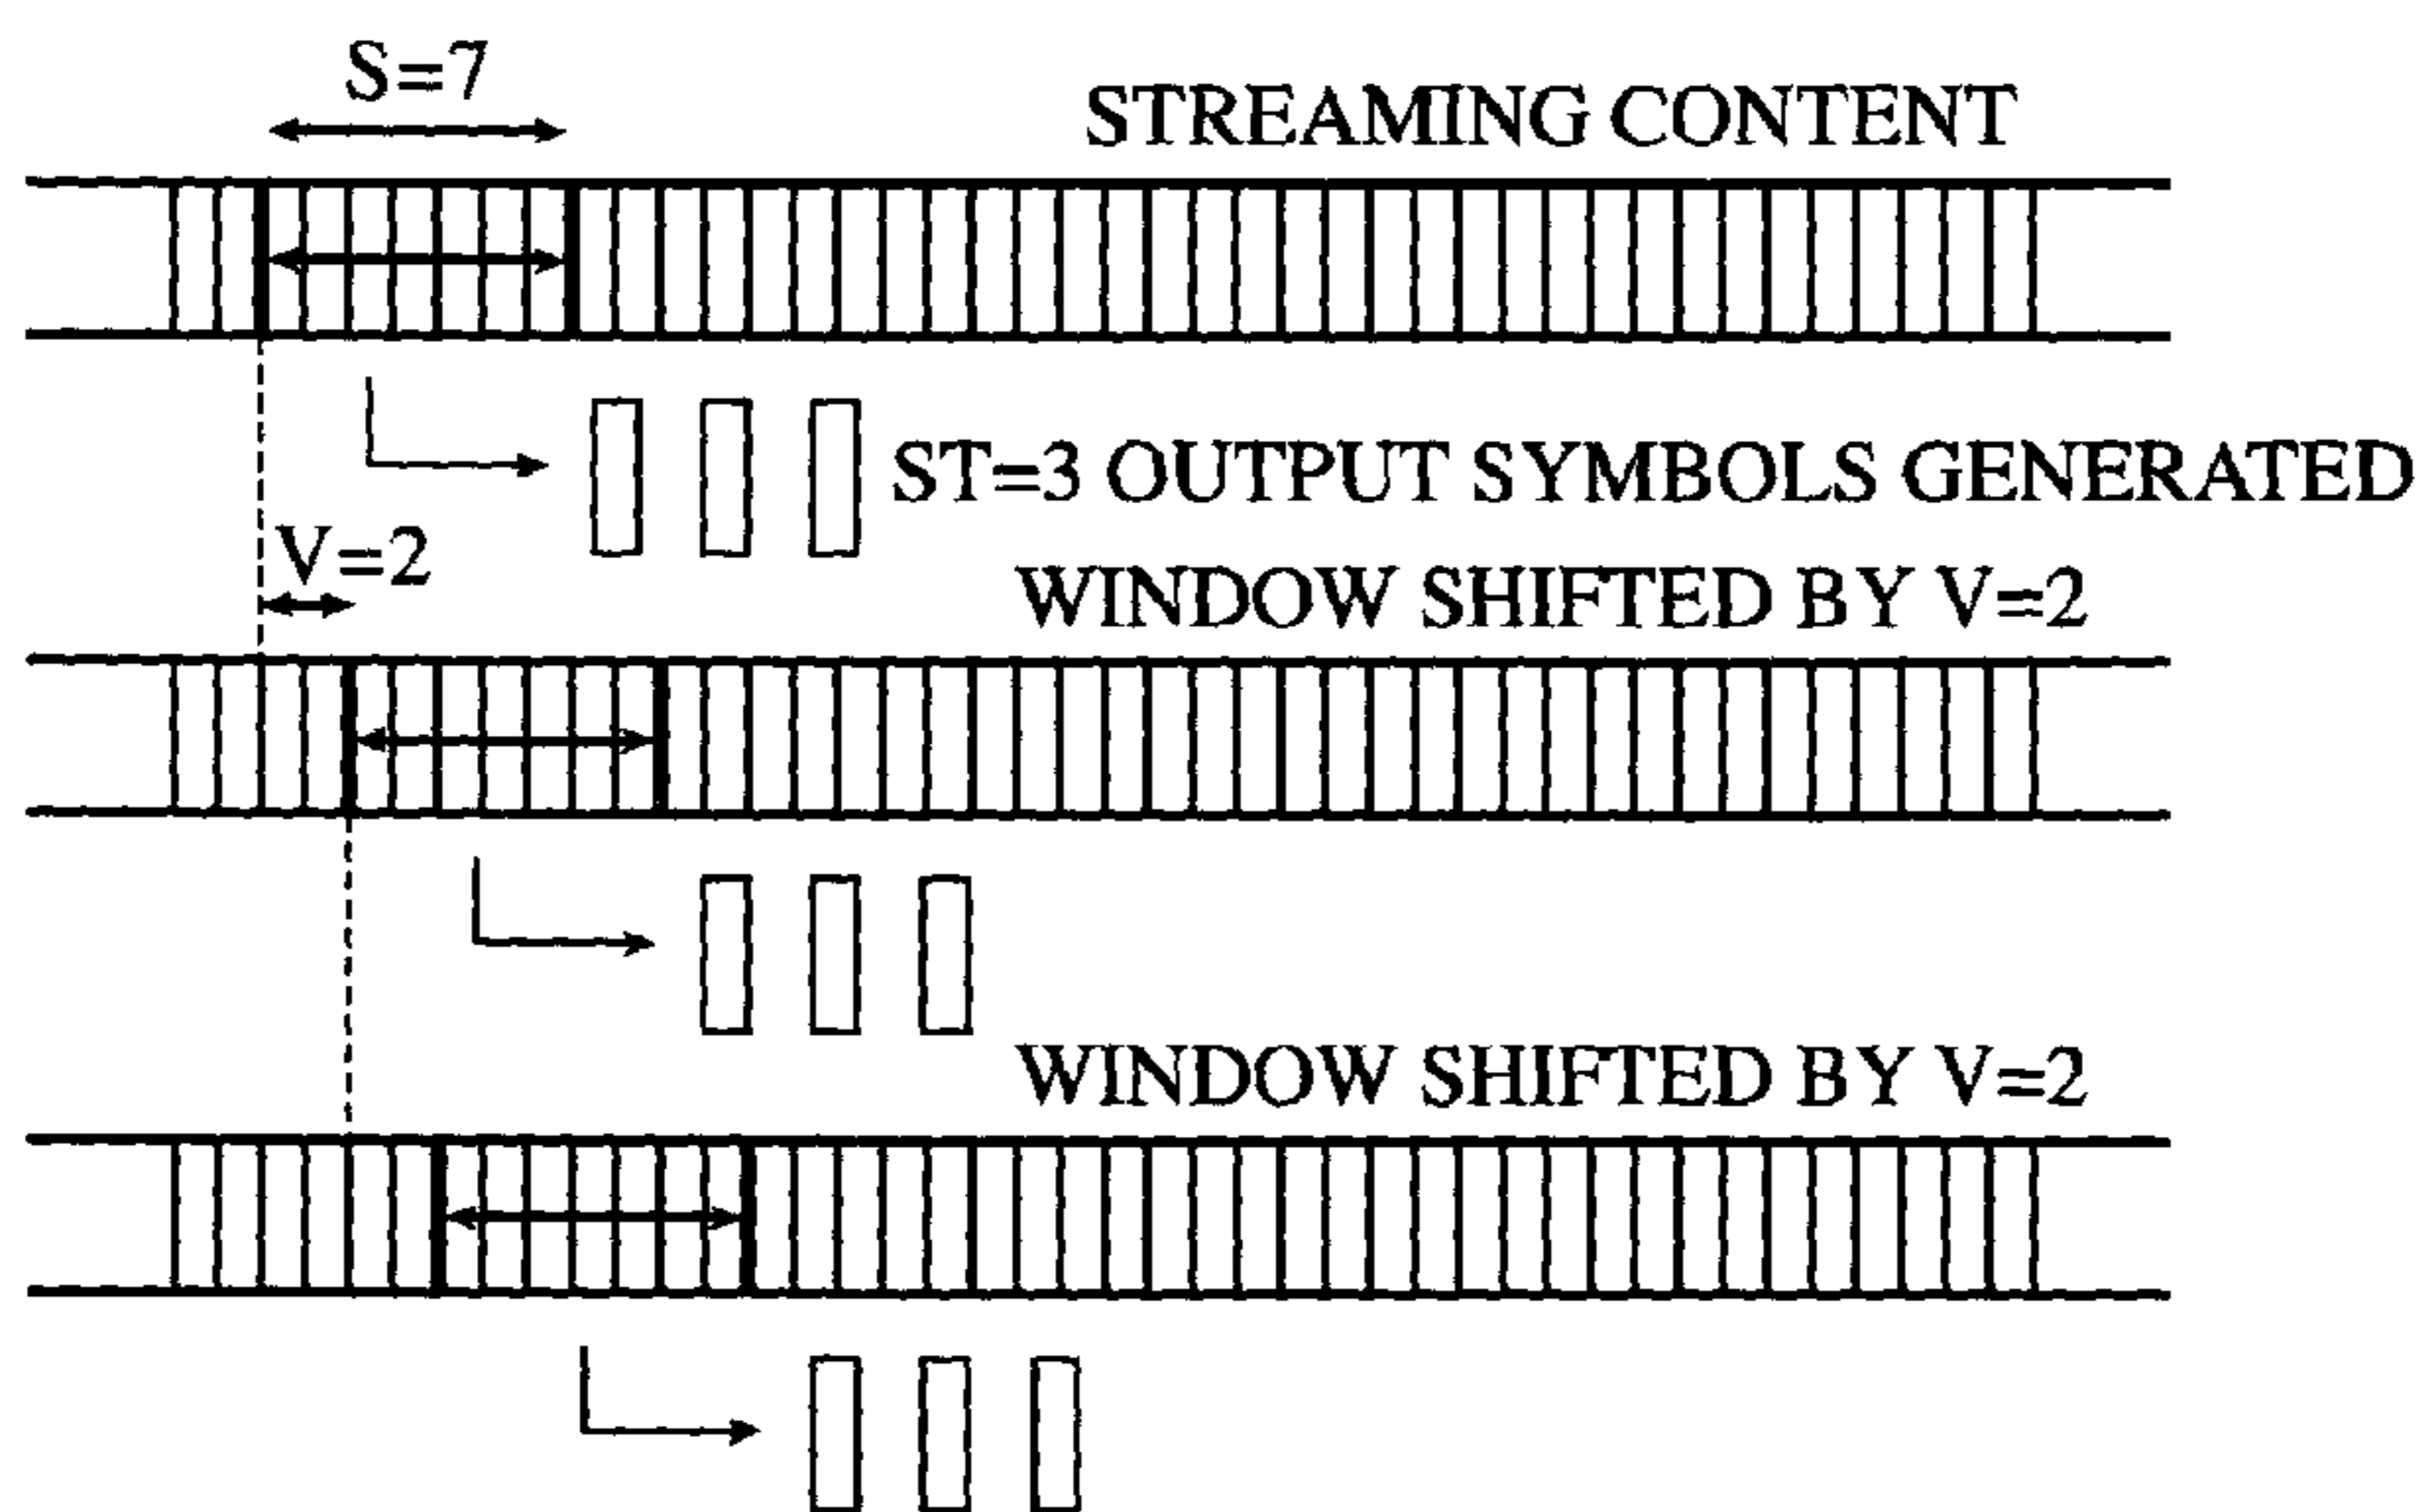 S=7
STREAMING CONTENT
ST=3 OUTPUT SYMBOLS GENERATED
V=2
WINDOW SHIFTED BY V=2
WINDOW SHIFTED BY V=2